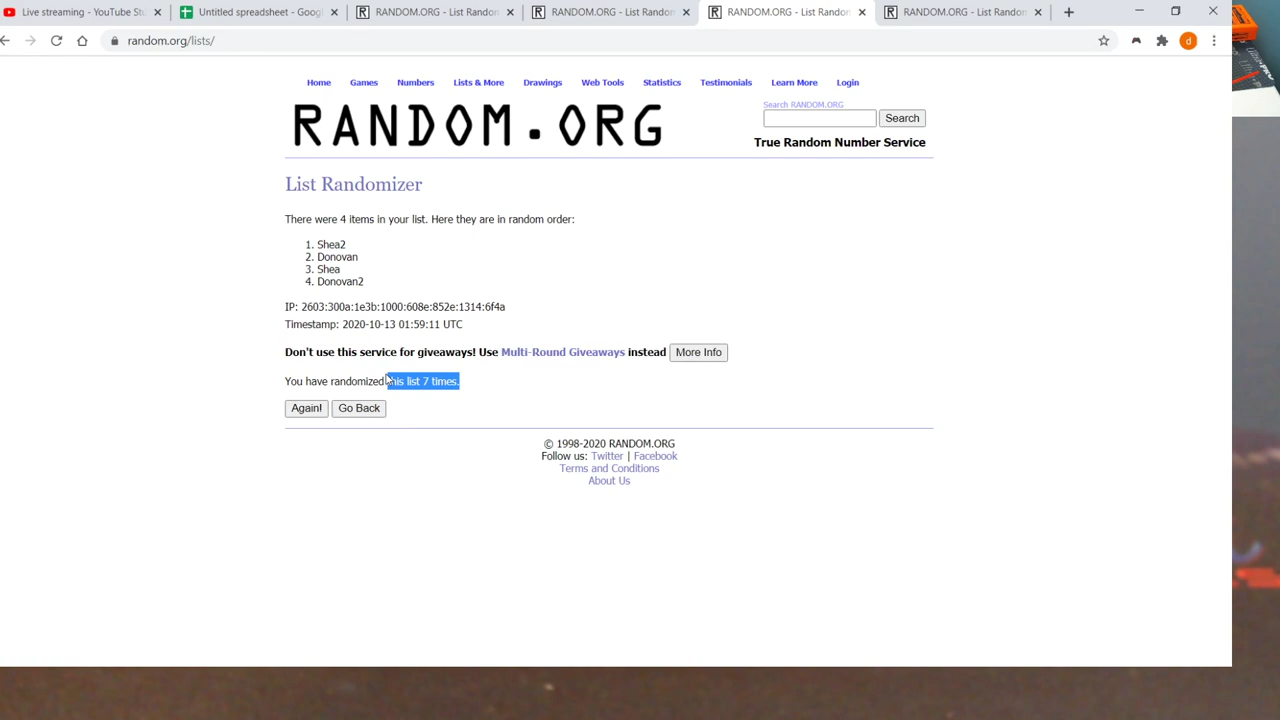 Live streaming - YouTube Stu
Untitled spreadsheet - Googl
RANDOM.ORG - List Random
RANDOM.ORG - List Random
RANDOM.ORG - List Random
RANDOM.ORG - List Random
random.org/lists/
d
Home Games Numbers Lists & More Drawings Web Tools Statistics Testimonials Learn More Login
RANDOM.ORG
Search RANDOM.ORG
Search
True Random Number Service
List Randomizer
There were 4 items in your list. Here they are in random order:
1. Shea2
2. Donovan
3. Shea
4. Donovan2
IP: 2603:300a:1e3b:1000:608e:852e:1314:6f4a
Timestamp: 2020-10-13 01:59:11 UTC
Don't use this service for giveaways! Use Multi-Round Giveaways instead More Info
You have randomized this list 7 times.
Again! Go Back
© 1998-2020 RANDOM.ORG
Follow us: Twitter | Facebook
Terms and Conditions
About Us